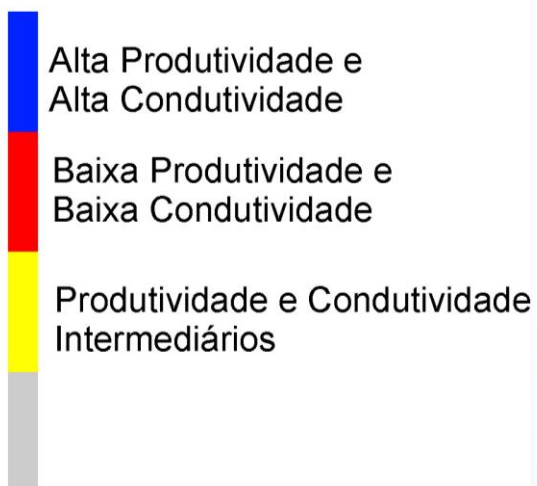 Alta Produtividade e
Alta Condutividade
Baixa Produtividade e
Baixa Condutividade
Produtividade e Condutividade
Intermediários